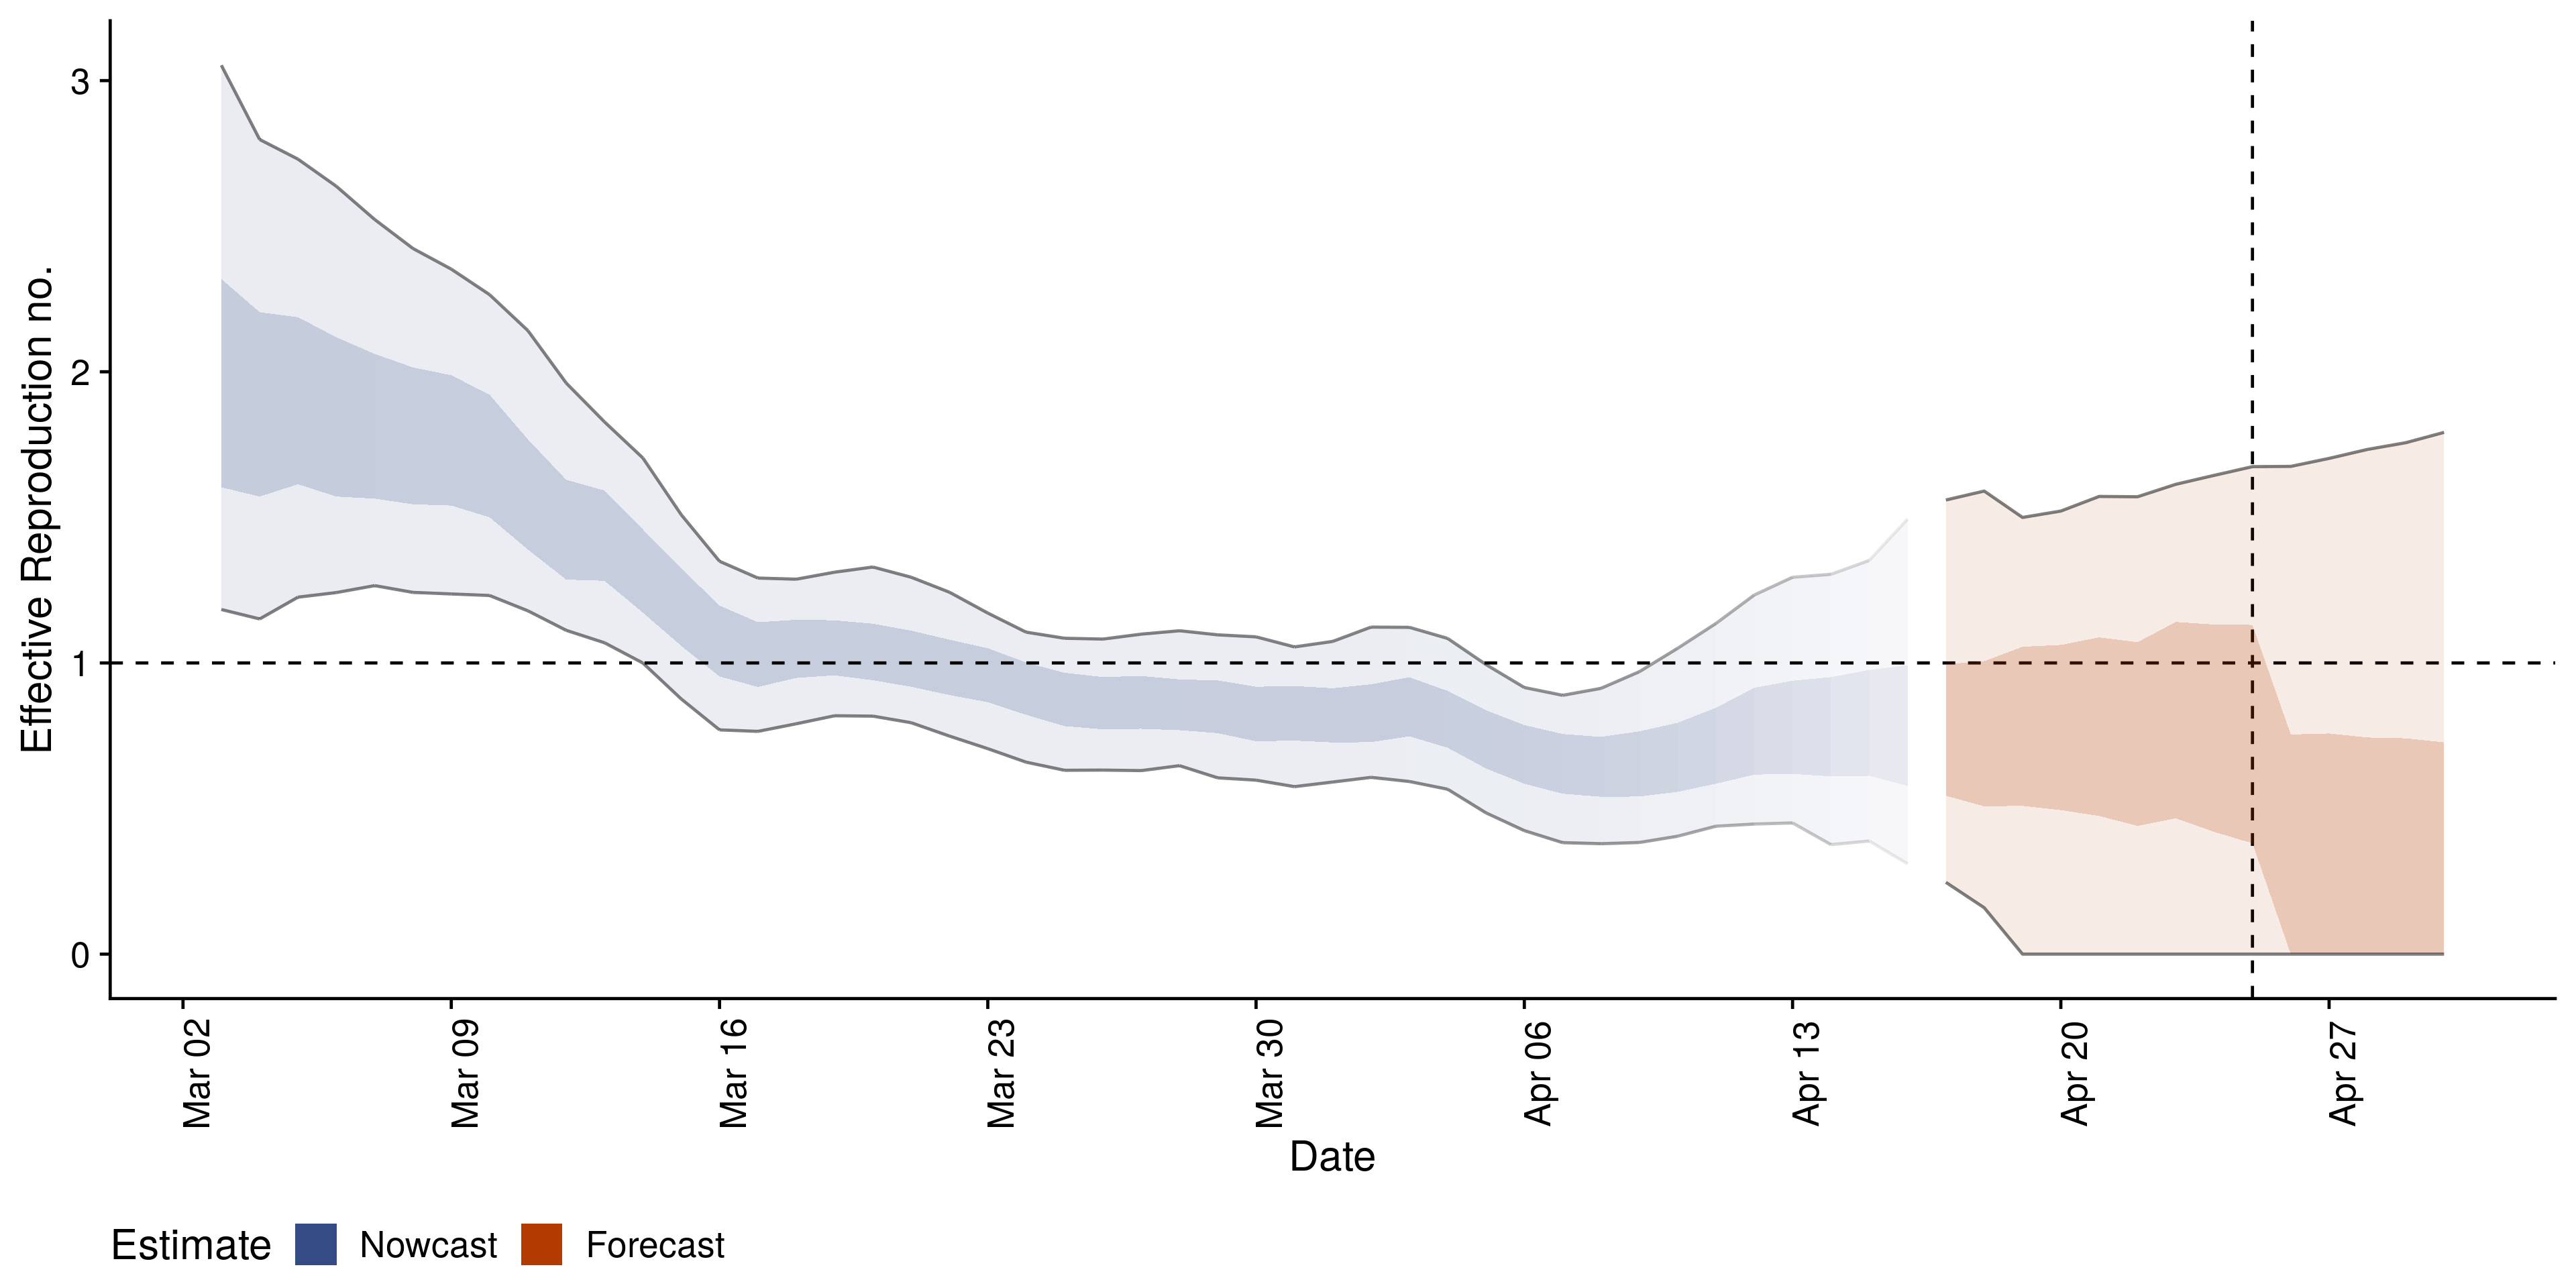 Effective Reproduction no.
3
2
1
0
Mar 02
Mar 09
Mar 16
Mar 23
Mar 30
Apr 06
Apr 13
Apr 20
Apr 27
Date
Estimate Nowcast Forecast